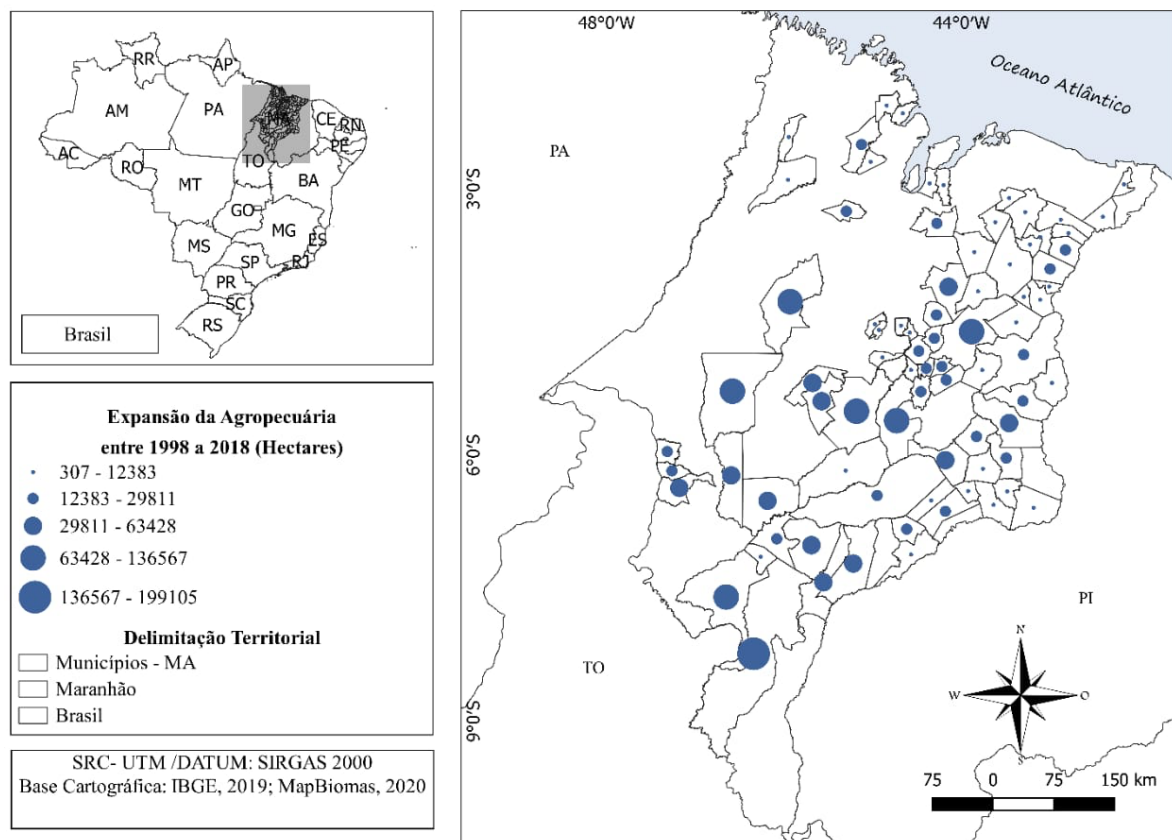 RR
AP
AM
PA
MA
CE
RN
PE
AC
TO
RO
BA
MT
GO
MG
ES
MS
SP
RJ
PR
SC
RS
Brasil
Expansão da Agropecuária
entre 1998 a 2018 (Hectares)
307 - 12383
12383 - 29811
29811 - 63428
63428 - 136567
136567 - 199105
Delimitação Territorial
Municípios - MA
Maranhão
Brasil
SRC- UTM /DATUM: SIRGAS 2000
Base Cartográfica: IBGE, 2019; MapBiomas, 2020
48°0'W
44°0'W
Oceano Atlântico
PA
3°0'S
6°0'S
PI
TO
9°0'S
N
W
O
S
75 0 75 150 km